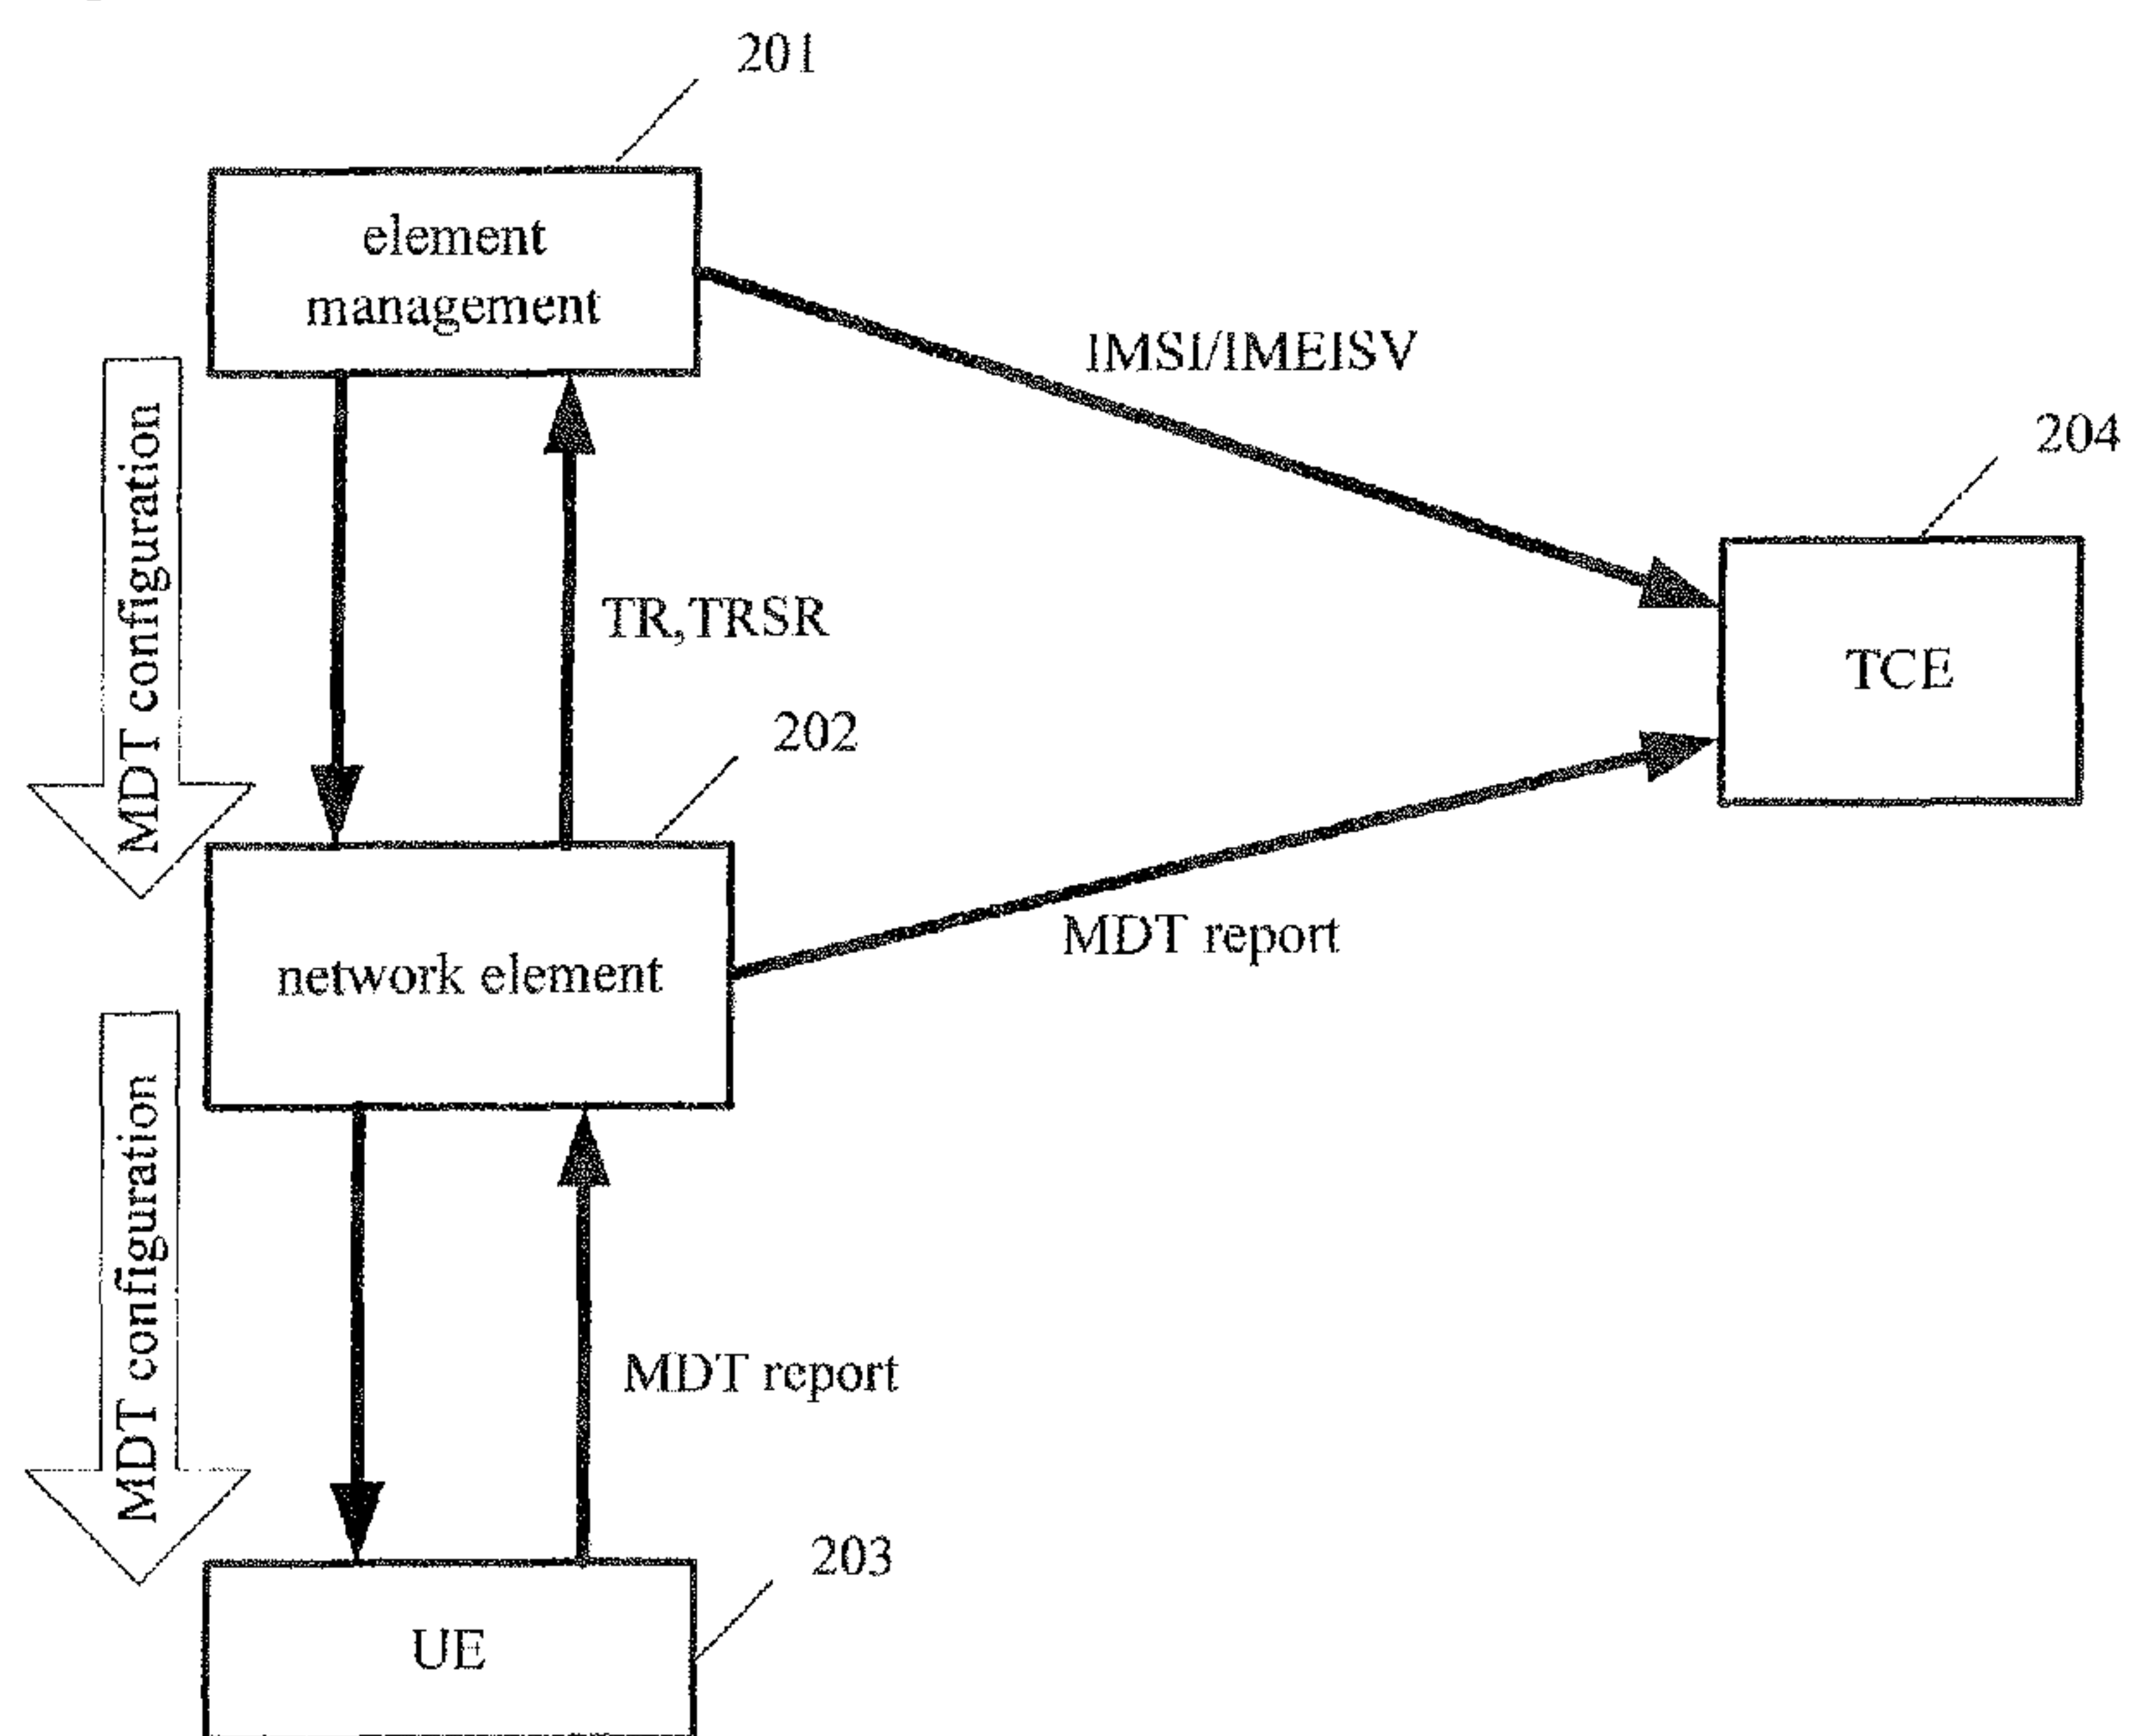 201
element
management
IMSI/IMEISV
204
MDT configuration
TR,TRSR
TCE
202
network element
MDT report
MDT configuration
MDT report
203
UE